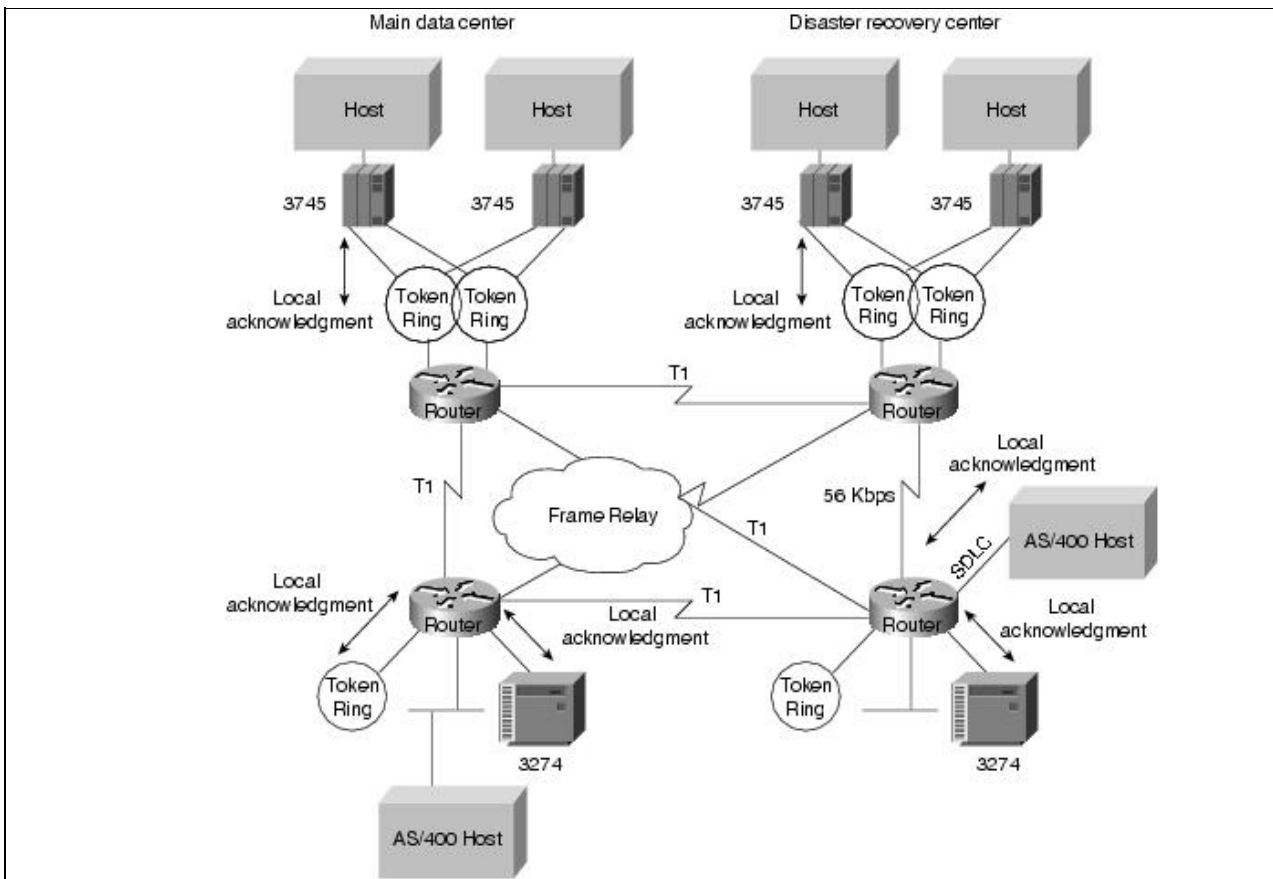 Main data center
Disaster recovery center
Host
Host
Host
Host
3745
3745
3745
3745
Local
acknowledgment
Token
Ring
Token
Ring
Local
acknowledgment
Token
Ring
Token
Ring
Router
T1
Router
T1
Frame Relay
56 Kbps
Local
acknowledgment
T1
SDLC
AS/400 Host
Local
acknowledgment
Router
Local
acknowledgment
T1
Router
Local
acknowledgment
Token
Ring
3274
Token
Ring
3274
AS/400 Host